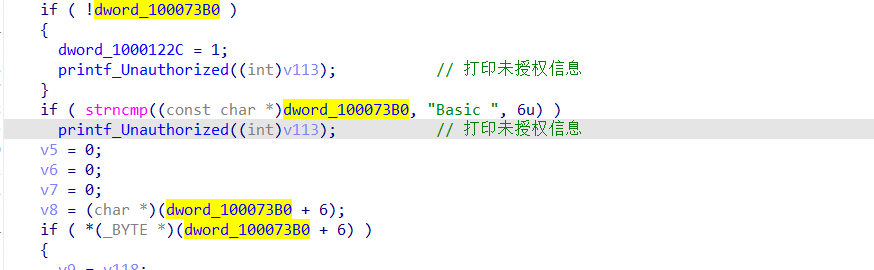 if ( !dword_100073B0 )
{
dword_1000122C = 1;
printf_Unauthorized((int)v113); // 打印未授权信息
}
if ( strncmp((const char *)dword_100073B0, "Basic ", 6u) )
printf_Unauthorized((int)v113); // 打印未授权信息
v5 = 0;
v6 = 0;
v7 = 0;
v8 = (char *)(dword_100073B0 + 6);
if ( *(_BYTE *)(dword_100073B0 + 6) )
{
v9 = v118;